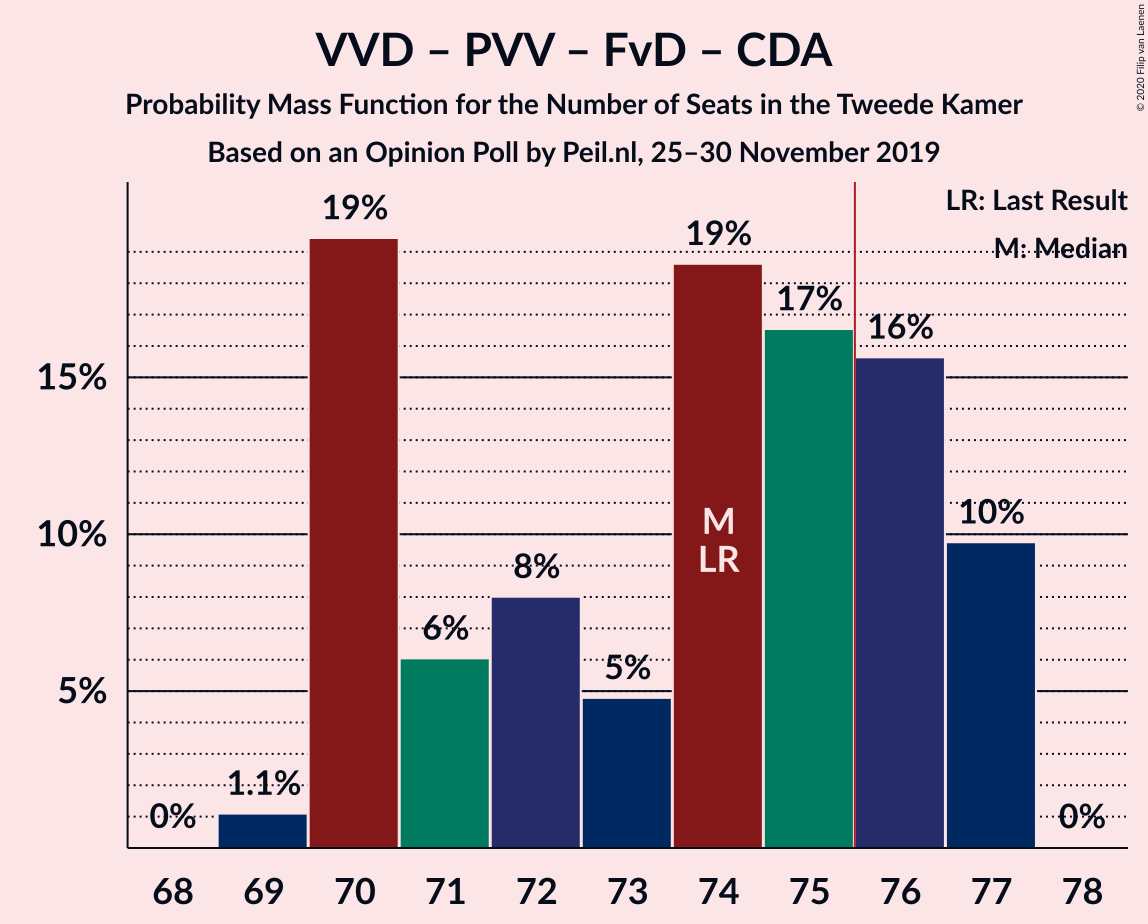 VVD – PVV – FvD – CDA
Probability Mass Function for the Number of Seats in the Tweede Kamer
Based on an Opinion Poll by Peil.nl, 25–30 November 2019
© 2020 Filip van Laenen
LR: Last Result
M: Median
19%
19%
17%
16%
15%
10%
10%
M
LR
8%
6%
5%
5%
1.1%
0%
0%
68 69 70 71 72 73 74 75 76 77 78